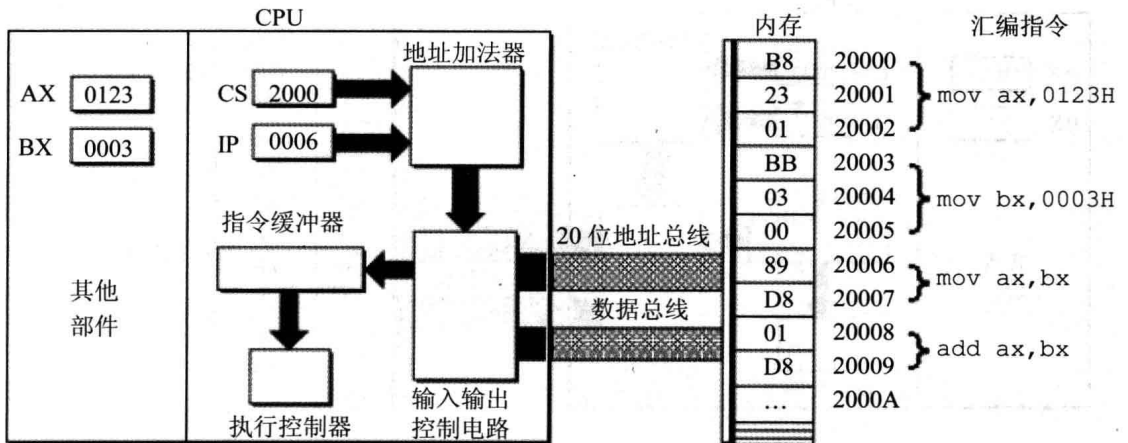 CPU
AX 0123
BX 0003
其他
部件
CS 2000
IP 0006
地址加法器
指令缓冲器
执行控制器
输入输出
控制电路
20 位地址总线
数据总线
内存
汇编指令
B8 20000
23 20001
01 20002
mov ax,0123H
BB 20003
03 20004
00 20005
mov bx,0003H
89 20006
D8 20007
mov ax,bx
01 20008
D8 20009
add ax,bx
... 2000A